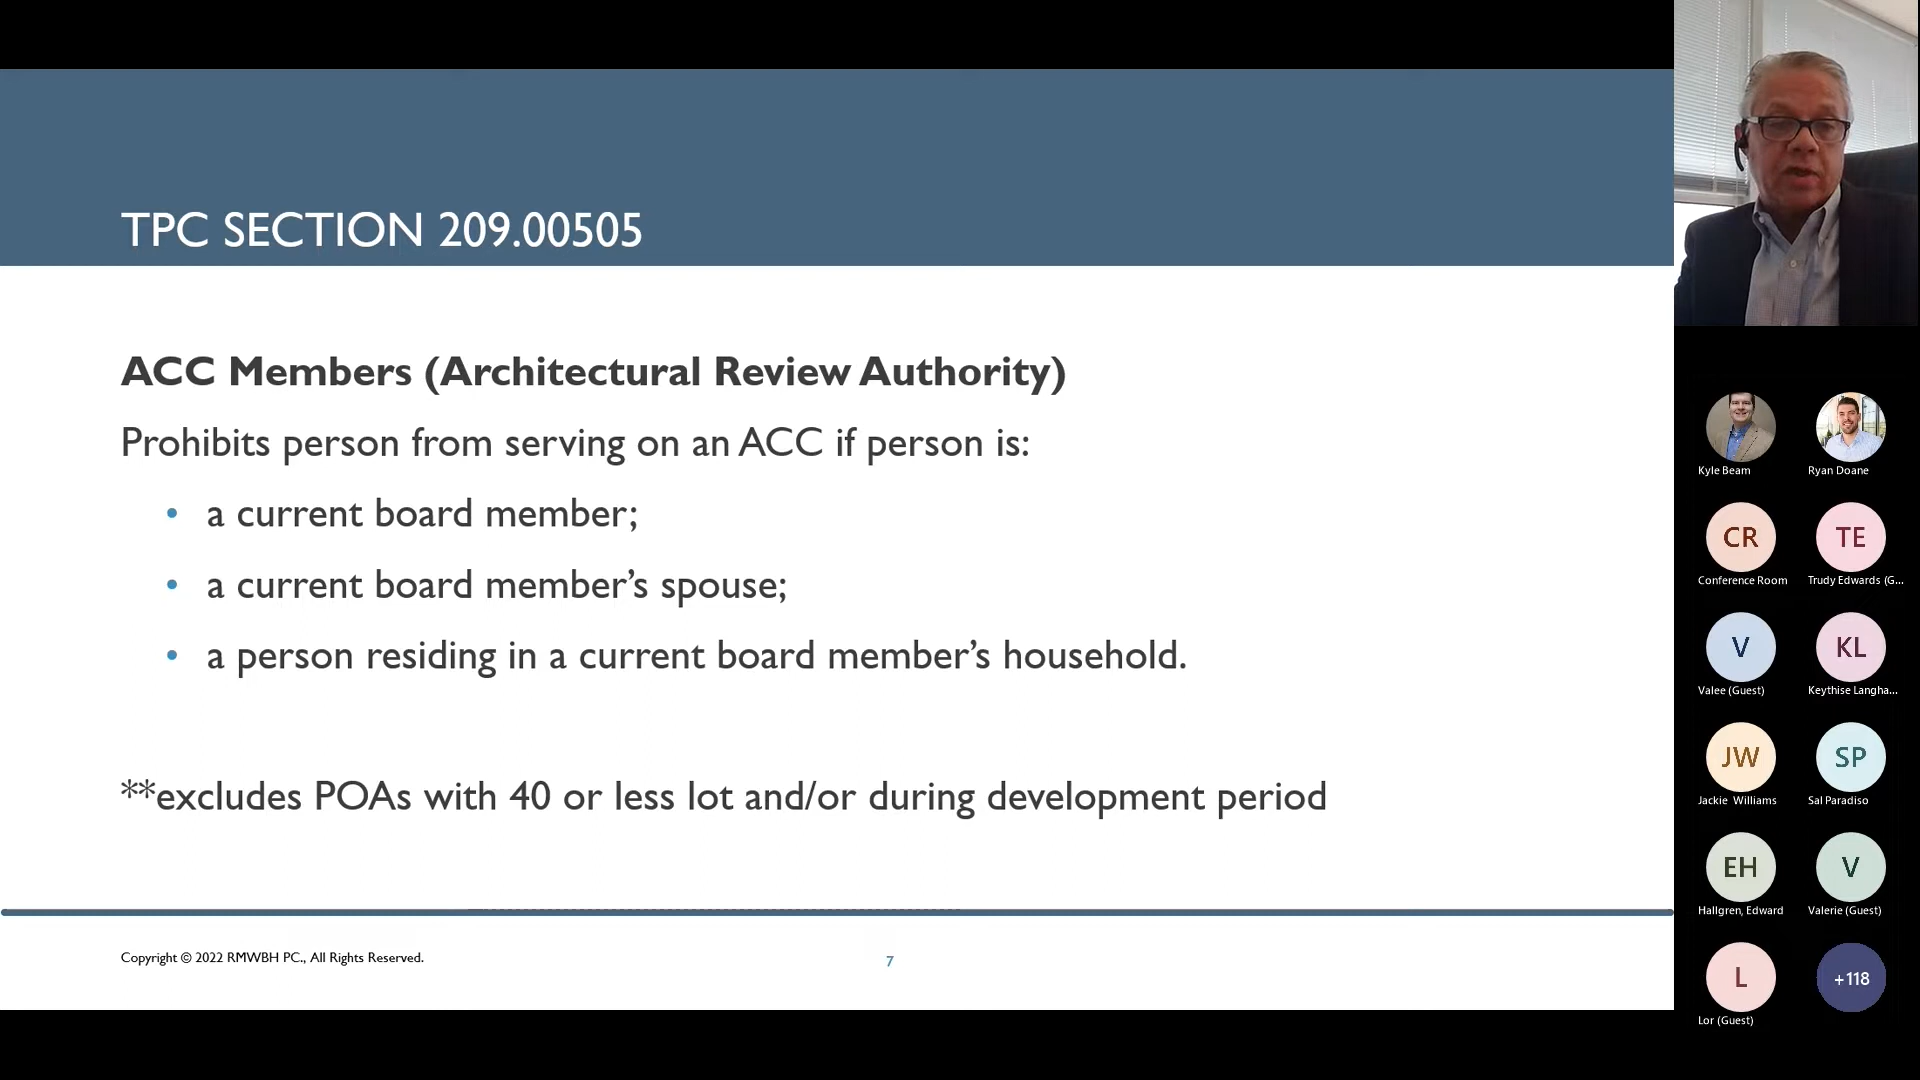 TPC SECTION 209.00505
ACC Members (Architectural Review Authority)
Prohibits person from serving on an ACC if person is:
• a current board member;
• a current board member’s spouse;
• a person residing in a current board member’s household.
**excludes POAs with 40 or less lot and/or during development period
Copyright © 2022 RMWBH PC., All Rights Reserved.
7
Kyle Beam
Ryan Doane
CR
TE
Conference Room
Trudy Edwards (G...
V
KL
Valee (Guest)
Keythise Langha...
JW
SP
Jackie Williams
Sal Paradiso
EH
V
Hallgren, Edward
Valerie (Guest)
L
+118
Lor (Guest)